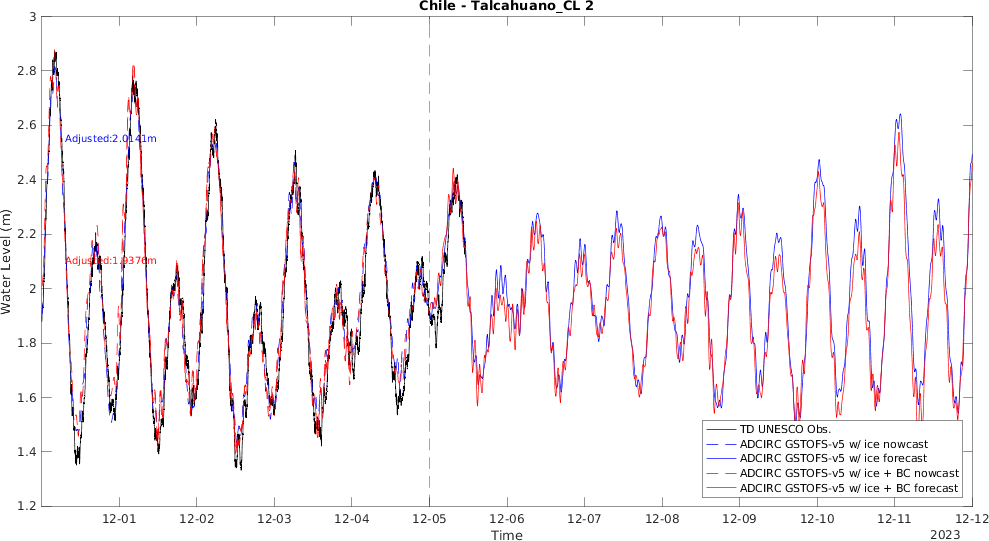 Chile - Talcahuano_CL 2
3
2.8
2.6
2.4
2.2
2
1.8
1.6
1.4
1.2
Water Level (m)
Adjusted:2.0141m
Adjusted:1.9376m
TD UNESCO Obs.
ADCIRC GSTOFS-v5 w/ ice nowcast
ADCIRC GSTOFS-v5 w/ ice forecast
ADCIRC GSTOFS-v5 w/ ice + BC nowcast
ADCIRC GSTOFS-v5 w/ ice + BC forecast
12-01 12-02 12-03 12-04 12-05 12-06 12-07 12-08 12-09 12-10 12-11 12-12
Time
2023